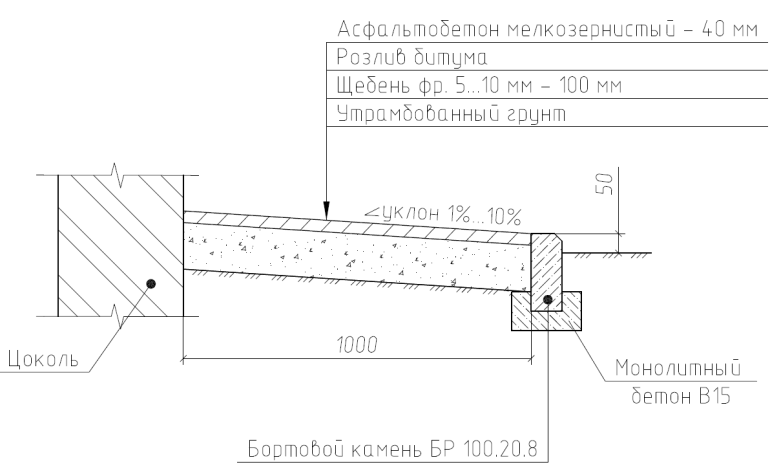 Асфальтобетон мелкозернистый – 40 мм
Розлив битума
Щебень фр. 5...10 мм – 100 мм
Утрамбованный грунт
50
<уклон 1%...10%
1000
Цоколь
Монолитный
бетон В15
Бортовой камень БР 100.20.8